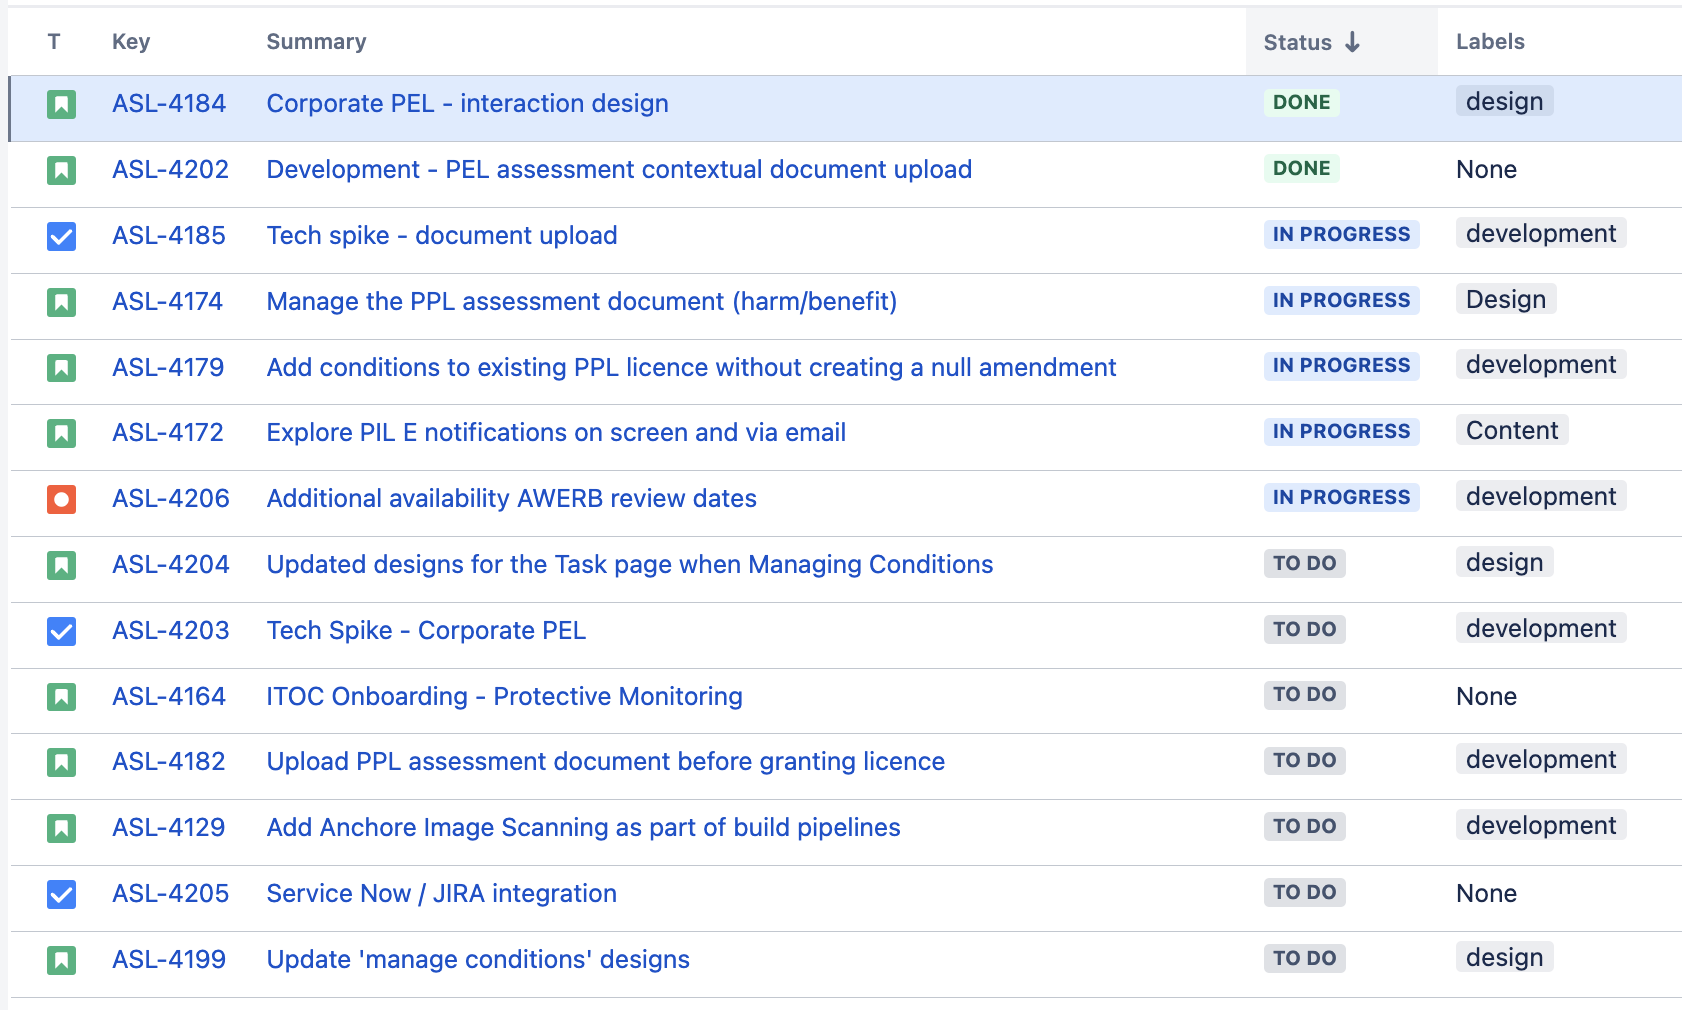 T Key Summary Status ↓ Labels
ASL-4184 Corporate PEL - interaction design DONE design
ASL-4202 Development - PEL assessment contextual document upload DONE None
ASL-4185 Tech spike - document upload IN PROGRESS development
ASL-4174 Manage the PPL assessment document (harm/benefit) IN PROGRESS Design
ASL-4179 Add conditions to existing PPL licence without creating a null amendment IN PROGRESS development
ASL-4172 Explore PIL E notifications on screen and via email IN PROGRESS Content
ASL-4206 Additional availability AWERB review dates IN PROGRESS development
ASL-4204 Updated designs for the Task page when Managing Conditions TO DO design
ASL-4203 Tech Spike - Corporate PEL TO DO development
ASL-4164 ITOC Onboarding - Protective Monitoring TO DO None
ASL-4182 Upload PPL assessment document before granting licence TO DO development
ASL-4129 Add Anchore Image Scanning as part of build pipelines TO DO development
ASL-4205 Service Now / JIRA integration TO DO None
ASL-4199 Update 'manage conditions' designs TO DO design